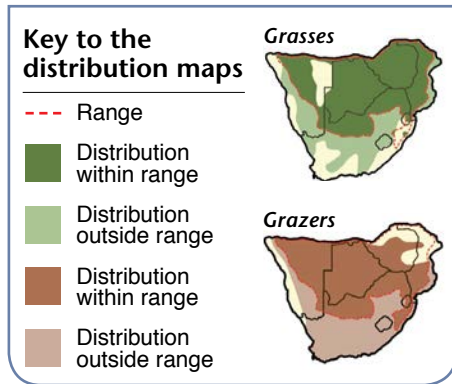 Key to the
distribution maps
Range
Distribution
within range
Distribution
outside range
Distribution
within range
Distribution
outside range
Grasses
Grazers